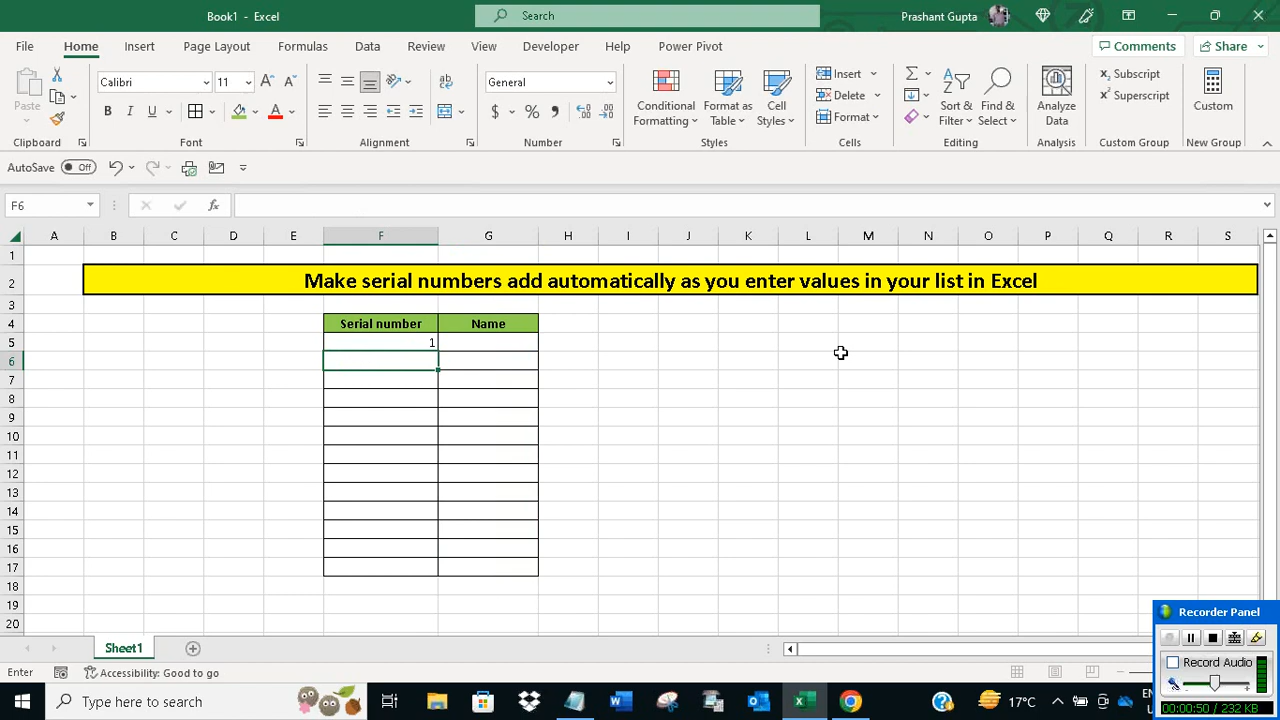 Book1 - Excel
Search
Prashant Gupta
File Home Insert Page Layout Formulas Data Review View Developer Help Power Pivot
Comments Share
Paste
Calibri 11
General
Conditional Formatting
Format as Table
Cell Styles
Insert
Delete
Format
Sort & Filter
Find & Select
Analyze Data
Subscript
Superscript
Custom
Clipboard Font Alignment Number Styles Cells Editing Analysis Custom Group New Group
AutoSave Off
F6
A B C D E F G H I J K L M N O P Q R S
1
2 Make serial numbers add automatically as you enter values in your list in Excel
3
4 Serial number Name
5 1
6
7
8
9
10
11
12
13
14
15
16
17
18
19
20
Sheet1
Enter
Accessibility: Good to go
Recorder Panel
Record Audio
00:00:50 / 232 KB
Type here to search
17°C